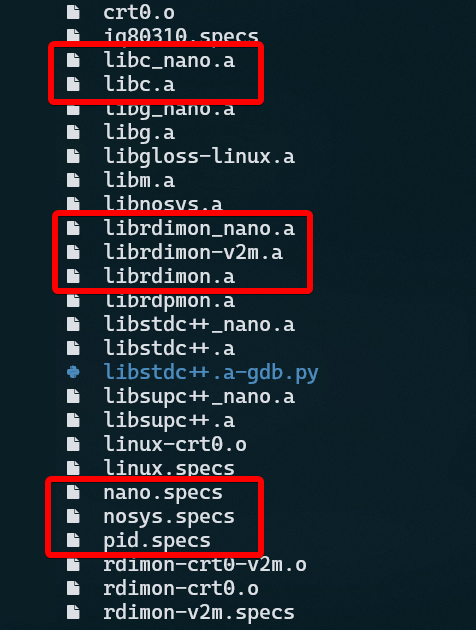 crt0.o
iq80310.specs
libc_nano.a
libc.a
libg_nano.a
libg.a
libgloss-linux.a
libm.a
libnosys.a
librdimon_nano.a
librdimon-v2m.a
librdimon.a
librdpmon.a
libstdc++_nano.a
libstdc++.a
libstdc++.a-gdb.py
libsupc++_nano.a
libsupc++.a
linux-crt0.o
linux.specs
nano.specs
nosys.specs
pid.specs
rdimon-crt0-v2m.o
rdimon-crt0.o
rdimon-v2m.specs